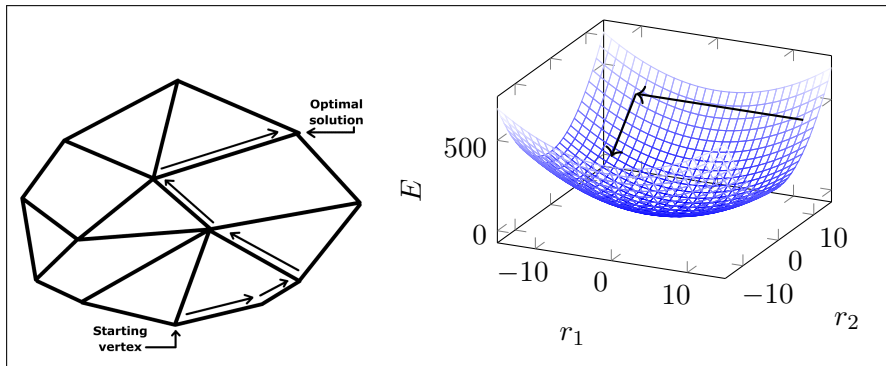 Optimal
solution
Starting
vertex
E
500
0
−10
0
10
r1
−10
0
10
r2